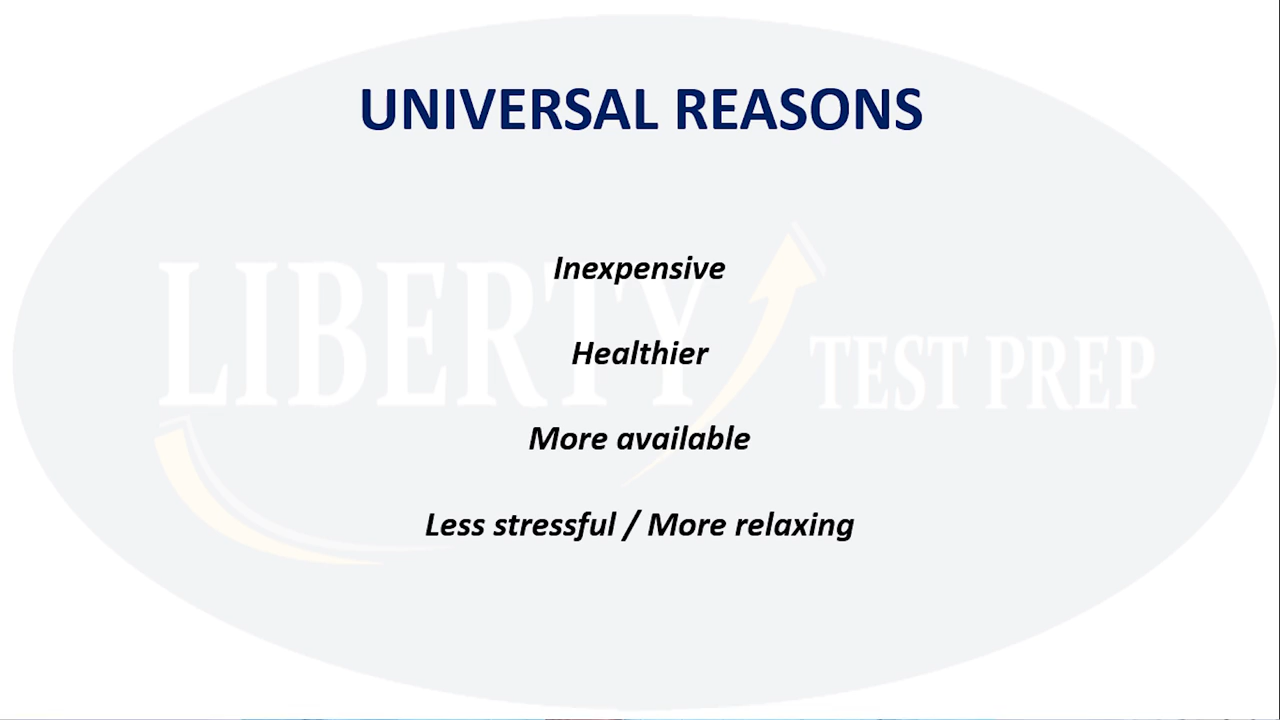 UNIVERSAL REASONS
Inexpensive
LIBERTY TEST PREP
Healthier
More available
Less stressful / More relaxing